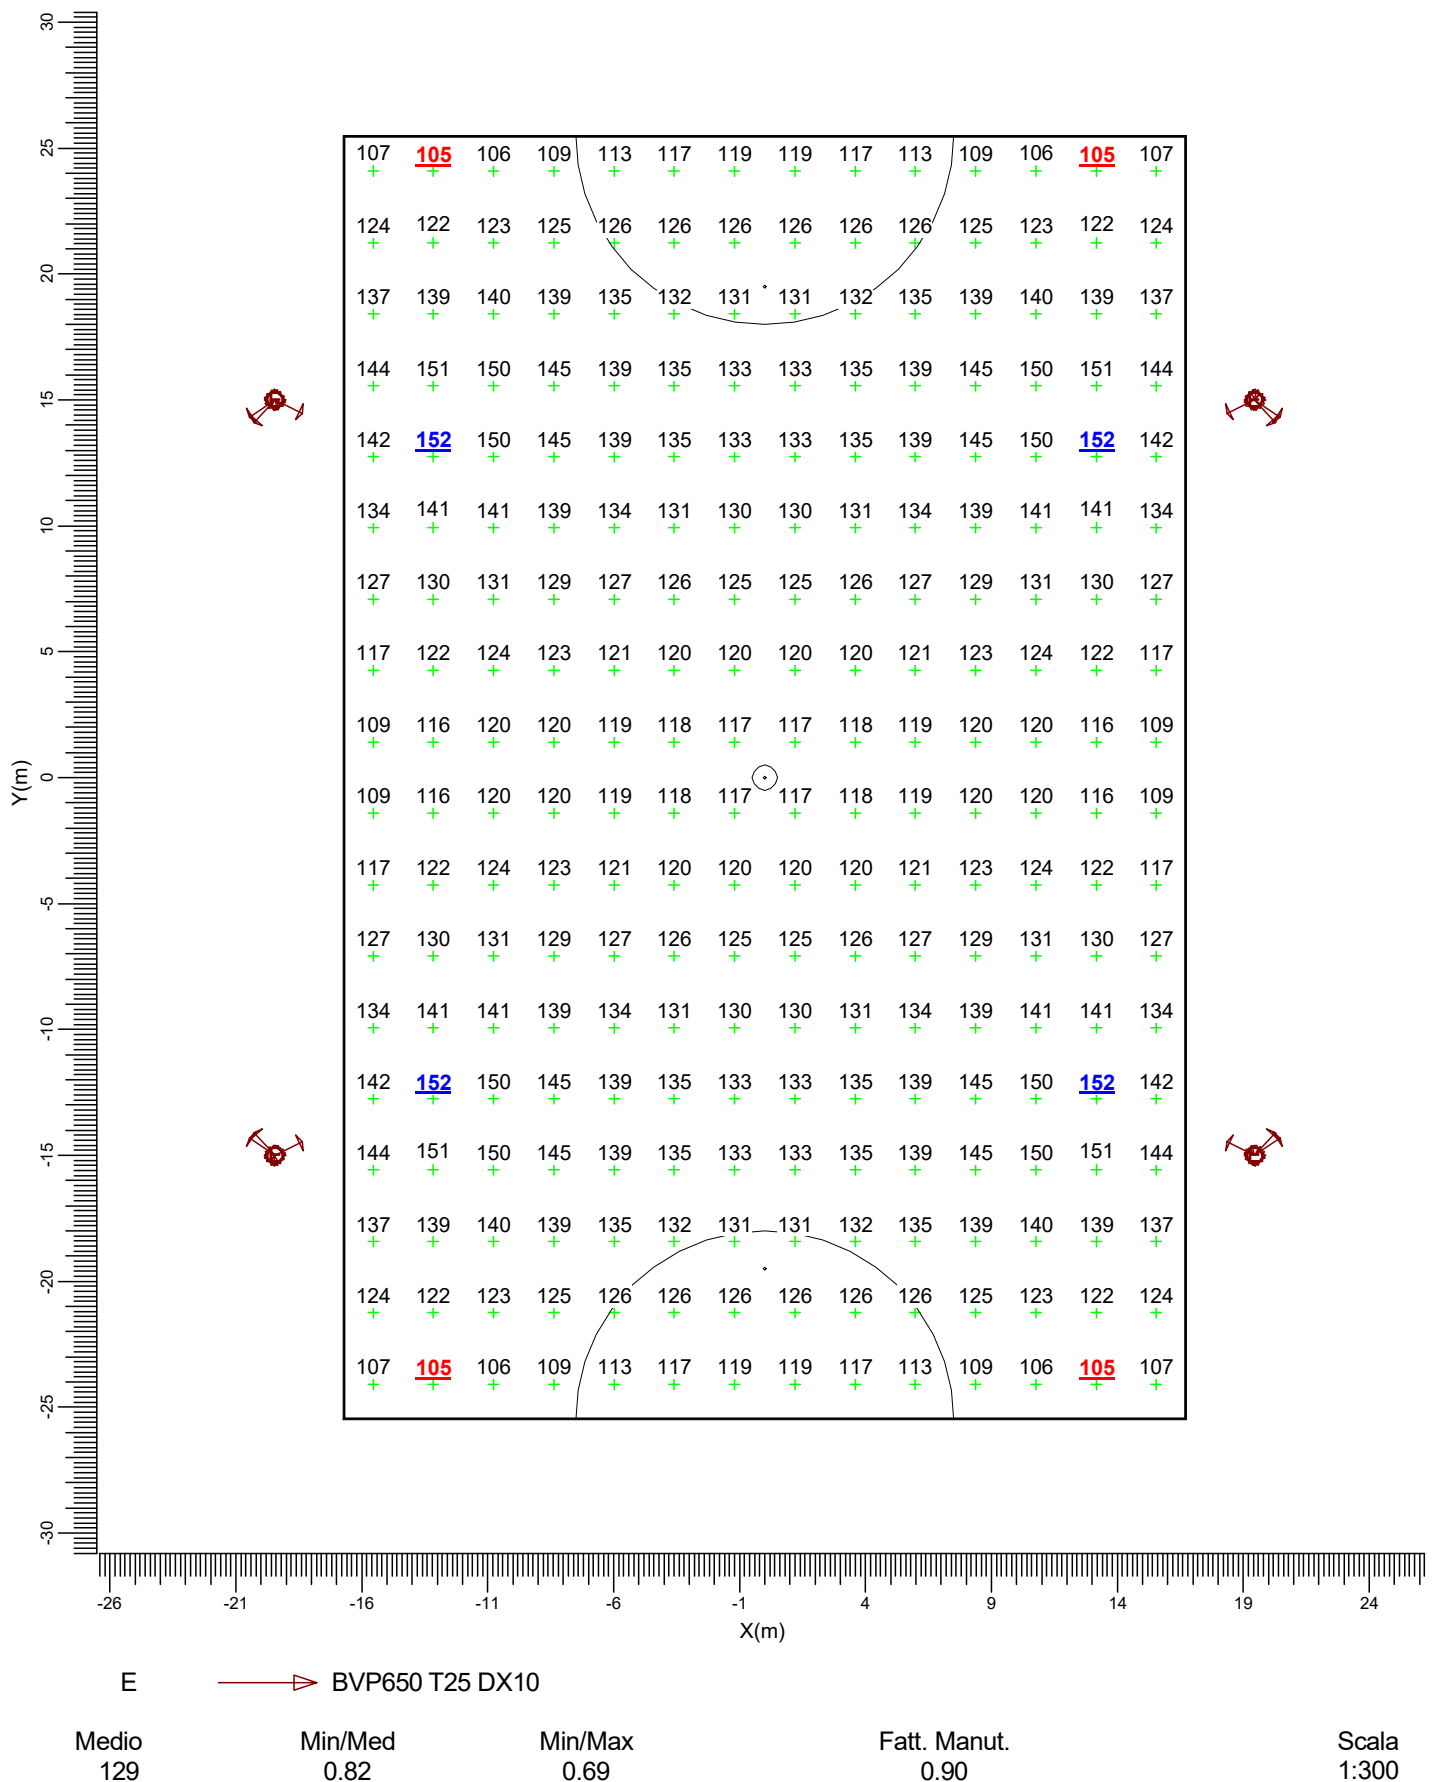 30
25
107 105 106 109 113 117 119 119 117 113 109 106 105 107
124 122 123 125 126 126 126 126 126 126 125 123 122 124
20
137 139 140 139 135 132 131 131 132 135 139 140 139 137
144 151 150 145 139 135 133 133 135 139 145 150 151 144
15
142 152 150 145 139 135 133 133 135 139 145 150 152 142
134 141 141 139 134 131 130 130 131 134 139 141 141 134
10
127 130 131 129 127 126 125 125 126 127 129 131 130 127
5
117 122 124 123 121 120 120 120 120 121 123 124 122 117
109 116 120 120 119 118 117 117 118 119 120 120 116 109
Y(m)
0
109 116 120 120 119 118 117 117 118 119 120 120 116 109
117 122 124 123 121 120 120 120 120 121 123 124 122 117
-5
127 130 131 129 127 126 125 125 126 127 129 131 130 127
134 141 141 139 134 131 130 130 131 134 139 141 141 134
-10
142 152 150 145 139 135 133 133 135 139 145 150 152 142
144 151 150 145 139 135 133 133 135 139 145 150 151 144
-15
137 139 140 139 135 132 131 131 132 135 139 140 139 137
-20
124 122 123 125 126 126 126 126 126 126 125 123 122 124
107 105 106 109 113 117 119 119 117 113 109 106 105 107
-25
-30
-26 -21 -16 -11 -6 -1 4 9 14 19 24
X(m)
E BVP650 T25 DX10
Medio Min/Med Min/Max Fatt. Manut. Scala
129 0.82 0.69 0.90 1:300